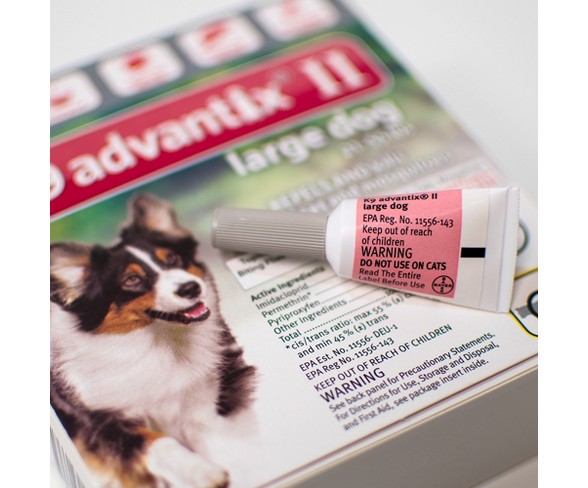 9 advantix® II
large dog
REPELS AND
Active Ingredients
Imidacloprid
Permethrin*
Pyriproxyfen
Other Ingredients
Total
*cis/trans ratio: max 55 % (±) cis
and min 45 % (±) trans
EPA Est. No. 11556-DEU-1
EPA Reg No. 11556-143
KEEP OUT OF REACH OF CHILDREN
WARNING
See back panel for Precautionary Statements.
For Directions for Use, Storage and Disposal,
and First Aid, see package insert inside.
K9 advantix® II
large dog
EPA Reg. No. 11556-143
Keep out of reach
of children
WARNING
DO NOT USE ON CATS
Read The Entire
Label Before Use
BAYER